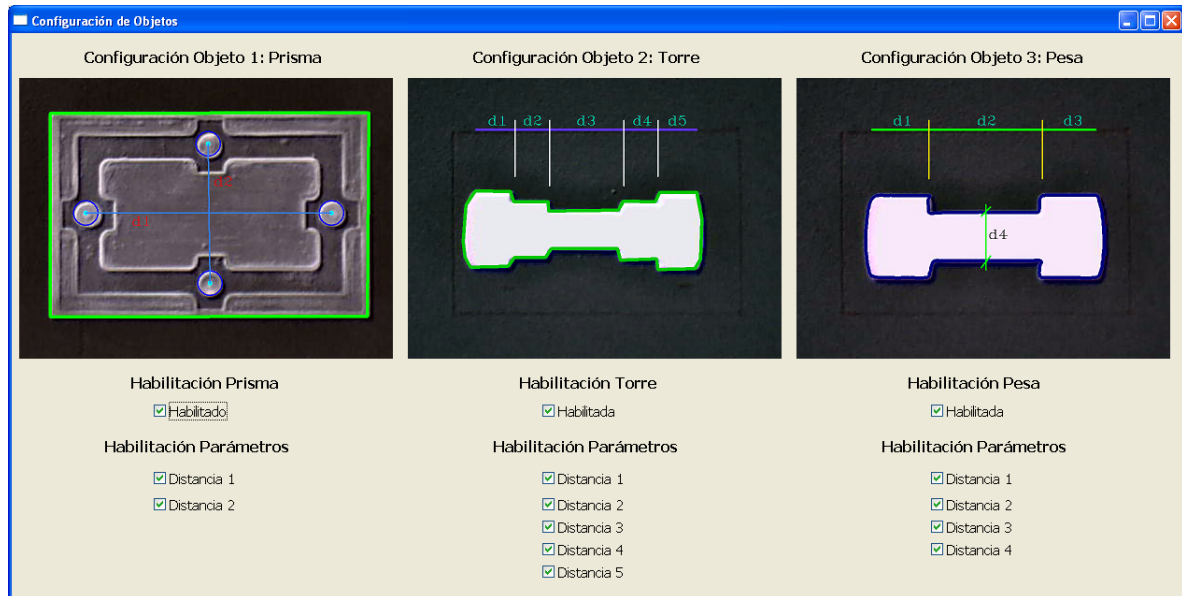 Configuración de Objetos
Configuración Objeto 1: Prisma
d2
d1
Habilitación Prisma
Habilitado
Habilitación Parámetros
Distancia 1
Distancia 2
Configuración Objeto 2: Torre
d1 d2 d3 d4 d5
Habilitación Torre
Habilitada
Habilitación Parámetros
Distancia 1
Distancia 2
Distancia 3
Distancia 4
Distancia 5
Configuración Objeto 3: Pesa
d1 d2 d3
d4
Habilitación Pesa
Habilitada
Habilitación Parámetros
Distancia 1
Distancia 2
Distancia 3
Distancia 4